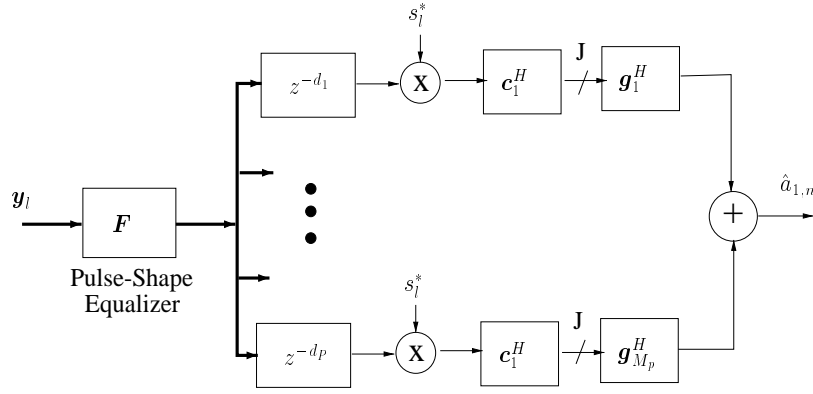 s_l^*
z^{-d_1}
X
c_1^H
J
g_1^H
y_l
F
Pulse-Shape
Equalizer
+
â_{1,n}
s_l^*
z^{-d_P}
X
c_1^H
J
g_{M_p}^H